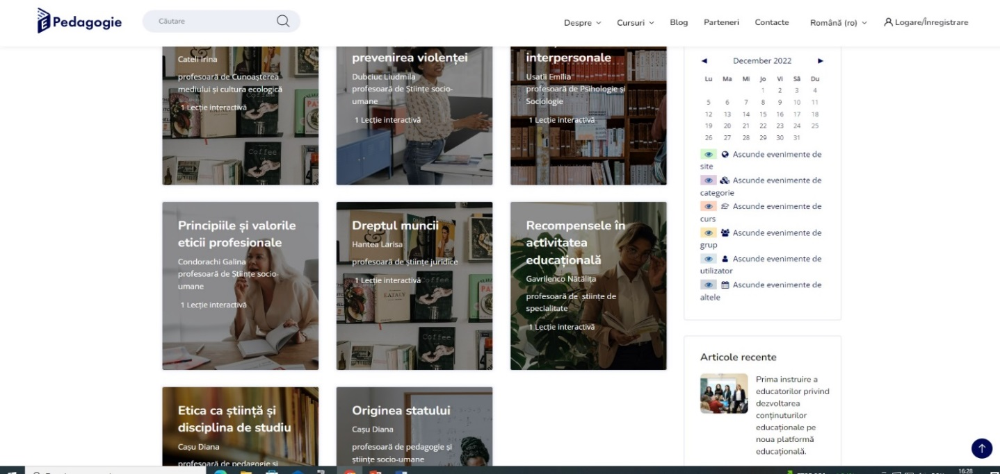 Pedagogie
Căutare
Despre
Cursuri
Blog
Parteneri
Contacte
Română (ro)
Logare/Înregistrare
Cateli Irina
profesoară de Cunoașterea
mediului și cultura ecologică
1 Lecție interactivă
prevenirea violenței
Dubciuc Liudmila
profesoară de Științe socio-
umane
1 Lecție interactivă
interpersonale
Usatii Emilia
profesoară de Psihologie și
Sociologie
1 Lecție interactivă
Principiile și valorile
eticii profesionale
Condorachi Galina
profesoară de Științe socio-
umane
1 Lecție interactivă
Dreptul muncii
Hantea Larisa
profesoară de științe juridice
1 Lecție interactivă
Recompensele în
activitatea
educațională
Gavrilenco Nătălița
profesoară de științe de
specialitate
1 Lecție interactivă
Etica ca știință și
disciplina de studiu
Cașu Diana
profesoară de pedagogie și
Originea statului
Cașu Diana
profesoară de pedagogie și
științe socio-umane
December 2022
Lu Ma Mi Jo Vi Sâ Du
1 2 3 4
5 6 7 8 9 10 11
12 13 14 15 16 17 18
19 20 21 22 23 24 25
26 27 28 29 30 31
Ascunde evenimente de
site
Ascunde evenimente de
categorie
Ascunde evenimente de
curs
Ascunde evenimente de
grup
Ascunde evenimente de
utilizator
Ascunde evenimente de
altele
Articole recente
Prima instruire a
educatorilor privind
dezvoltarea
conținuturilor
educaționale pe
noua platformă
educațională.
Coffee
Coffee
EATALY
Coffee
16:28